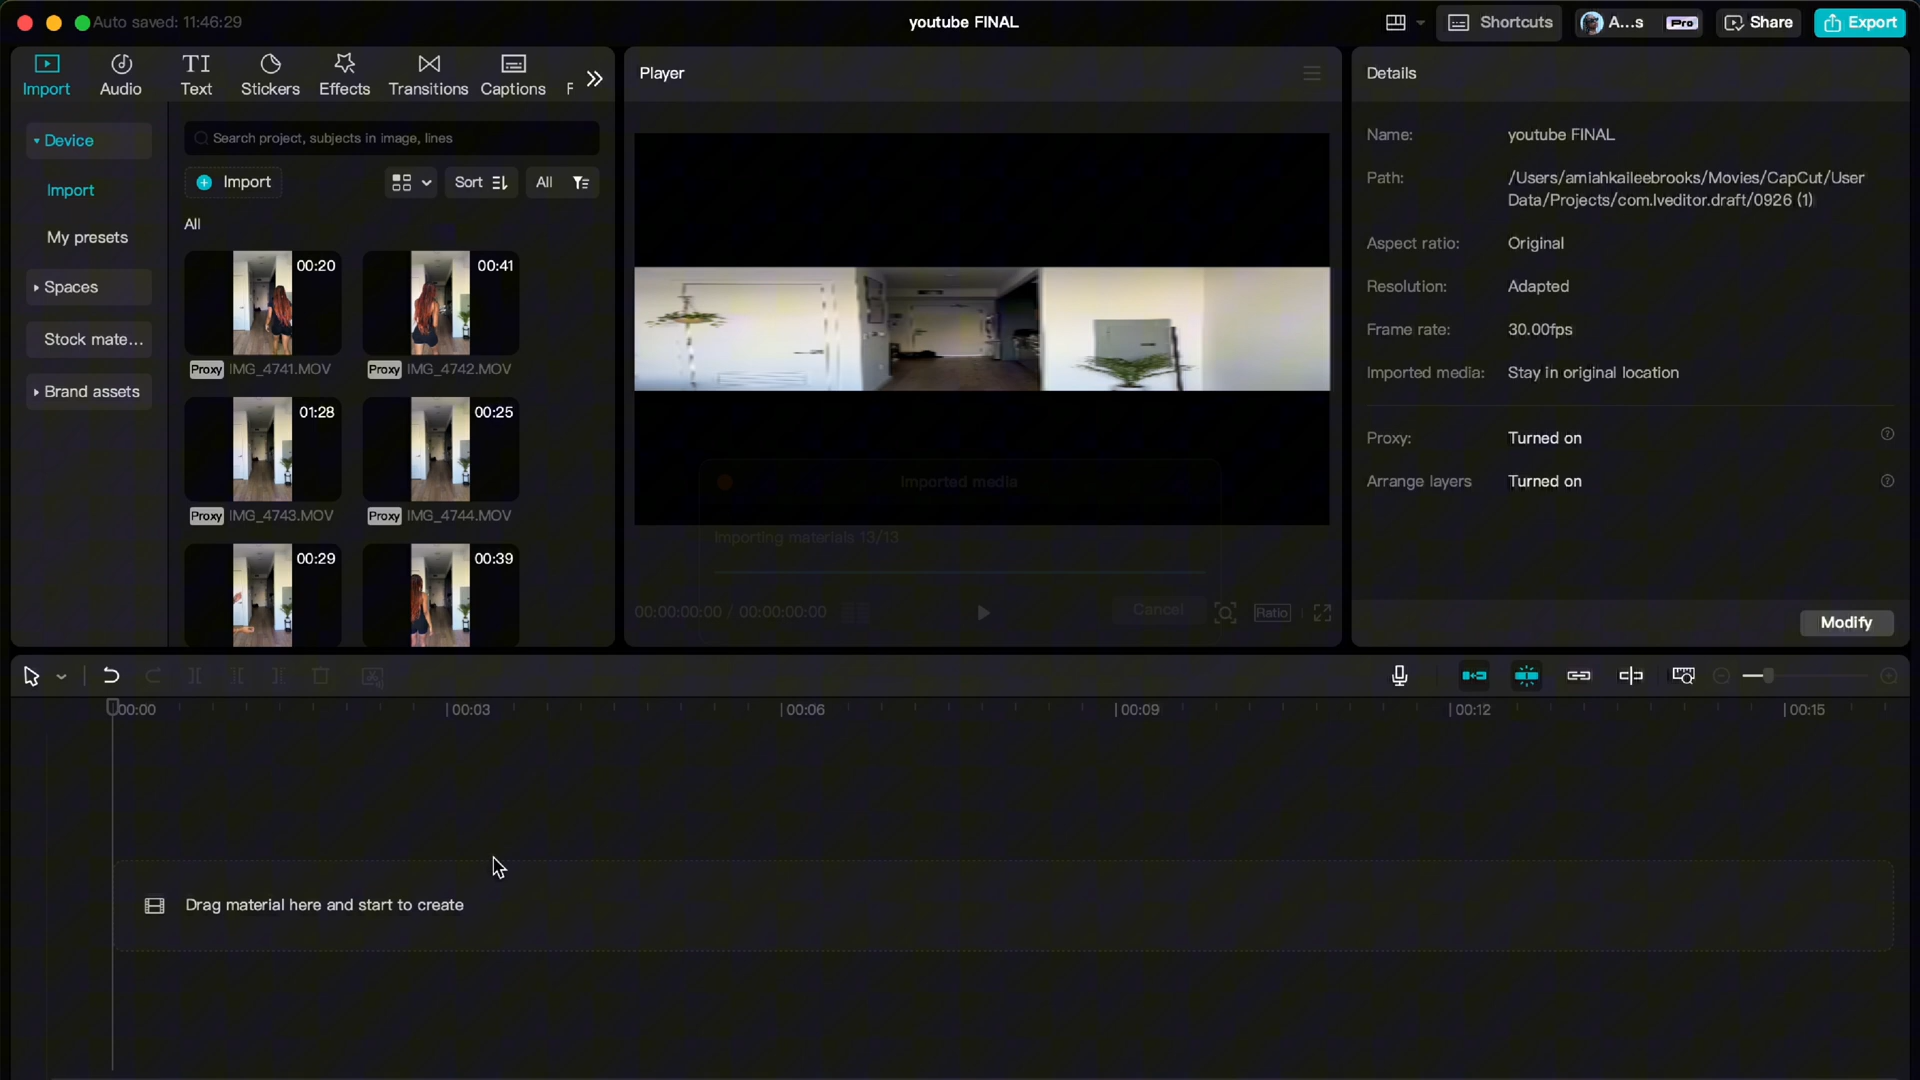 Auto saved: 11:46:29
youtube FINAL
Shortcuts
A...s
Pro
Share
Export
Import
Audio
TI
Text
Stickers
Effects
Transitions
Captions
F
Player
Details
Device
Search project, subjects in image, lines
Import
Import
Sort
All
My presets
All
Spaces
Stock mate...
Brand assets
00:20
00:41
Proxy IMG_4741.MOV
Proxy IMG_4742.MOV
01:28
00:25
Proxy IMG_4743.MOV
Proxy IMG_4744.MOV
00:29
00:39
Imported media
Importing materials 13/13
Cancel
00:00:00:00 / 00:00:00:00
Ratio
Name: youtube FINAL
Path: /Users/amiahkaileebrooks/Movies/CapCut/User
Data/Projects/com.lveditor.draft/0926 (1)
Aspect ratio: Original
Resolution: Adapted
Frame rate: 30.00fps
Imported media: Stay in original location
Proxy: Turned on
Arrange layers Turned on
Modify
00:00
00:03
00:06
00:09
00:12
00:15
Drag material here and start to create